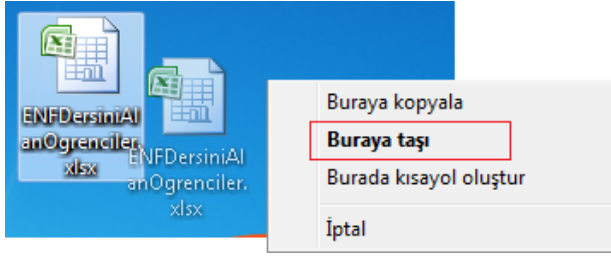 ENFDersiniAl
anOgrenciler.
xlsx
ENFDersiniAl
anOgrenciler.
xlsx
Buraya kopyala
Buraya taşı
Burada kısayol oluştur
İptal